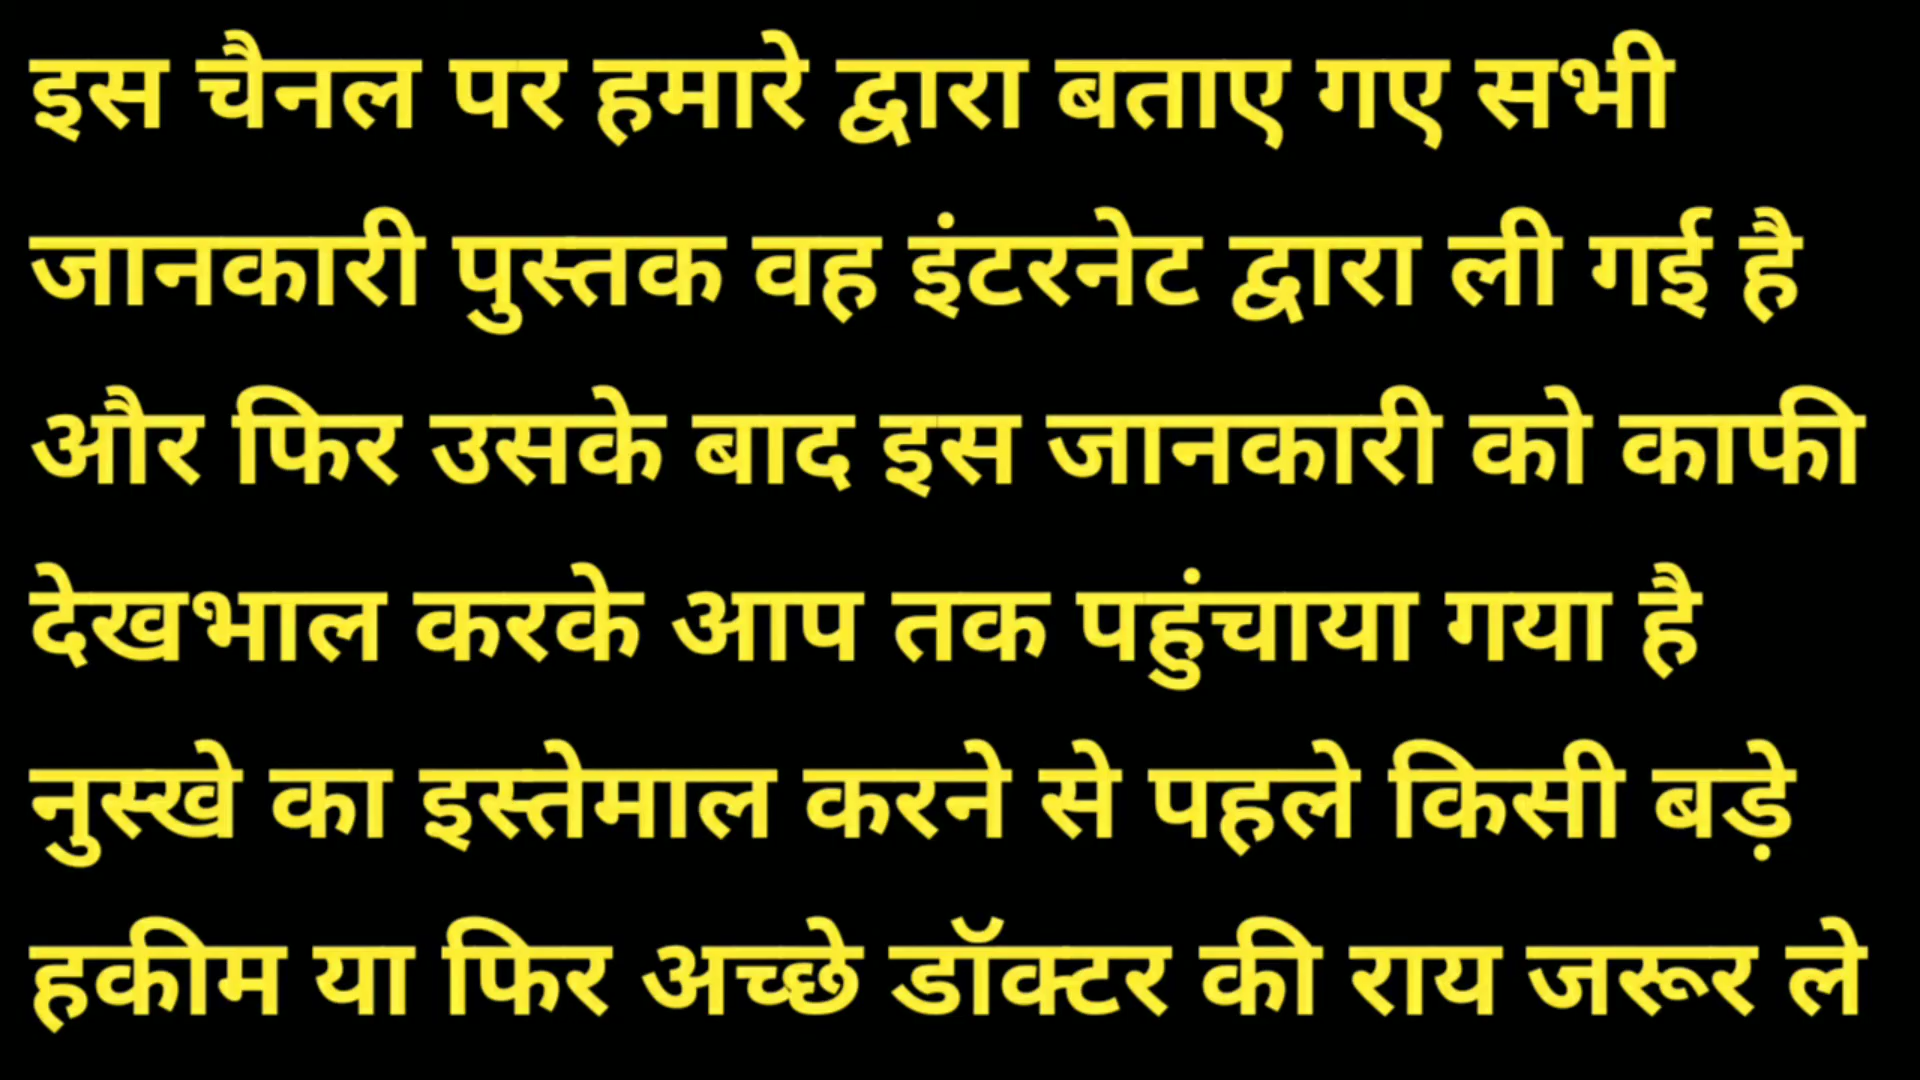 इस चैनल पर हमारे द्वारा बताए गए सभी
जानकारी पुस्तक वह इंटरनेट द्वारा ली गई है
और फिर उसके बाद इस जानकारी को काफी
देखभाल करके आप तक पहुंचाया गया है
नुस्खे का इस्तेमाल करने से पहले किसी बड़े
हकीम या फिर अच्छे डॉक्टर की राय जरूर ले